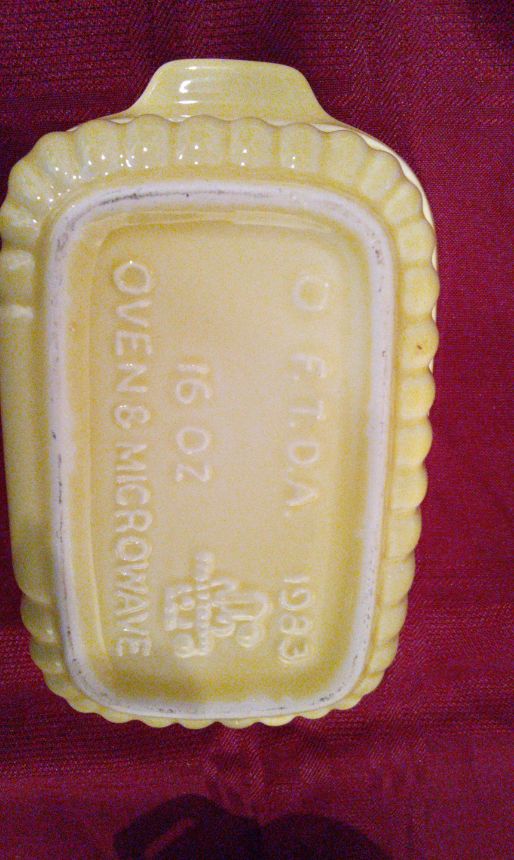 © F.T.D.A. 1983
16 OZ
OVEN & MICROWAVE